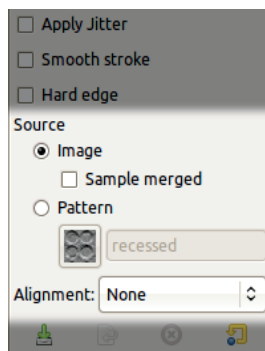 Apply Jitter
Smooth stroke
Hard edge
Source
Image
Sample merged
Pattern
recessed
Alignment: None